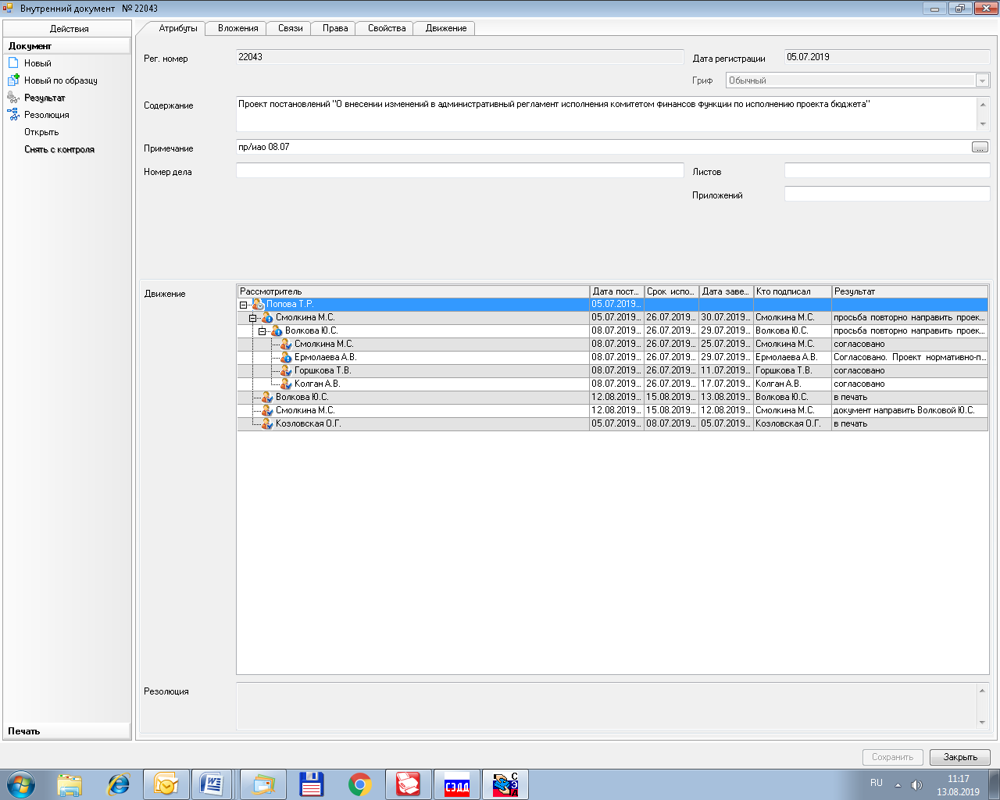 Внутренний документ № 22043
Действия
Документ
Новый
Новый по образцу
Результат
Резолюция
Открыть
Снять с контроля
Печать
Атрибуты Вложения Связи Права Свойства Движение
Рег. номер 22043 Дата регистрации 05.07.2019
Гриф Обычный
Содержание Проект постановлений "О внесении изменений в административный регламент исполнения комитетом финансов функции по исполнению проекта бюджета"
Примечание пр/иао 08.07 ...
Номер дела Листов
Приложений
Движение
Рассмотритель Дата пост... Срок испо... Дата заве... Кто подписал Результат
Попова Т.Р. 05.07.2019...
Смолкина М.С. 05.07.2019... 26.07.2019... 30.07.2019... Смолкина М.С. просьба повторно направить проек...
Волкова Ю.С. 08.07.2019... 26.07.2019... 29.07.2019... Волкова Ю.С. просьба повторно направить проек...
Смолкина М.С. 08.07.2019... 26.07.2019... 25.07.2019... Смолкина М.С. согласовано
Ермолаева А.В. 08.07.2019... 26.07.2019... 29.07.2019... Ермолаева А.В. Согласовано. Проект нормативно-п...
Горшкова Т.В. 08.07.2019... 26.07.2019... 11.07.2019... Горшкова Т.В. согласовано
Колган А.В. 08.07.2019... 26.07.2019... 17.07.2019... Колган А.В. согласовано
Волкова Ю.С. 12.08.2019... 15.08.2019... 13.08.2019... Волкова Ю.С. в печать
Смолкина М.С. 12.08.2019... 15.08.2019... 12.08.2019... Смолкина М.С. документ направить Волковой Ю.С.
Козловская О.Г. 05.07.2019... 08.07.2019... 05.07.2019... Козловская О.Г. в печать
Резолюция
Сохранить Закрыть
СЭДД
СЭД
RU 11:17
13.08.2019